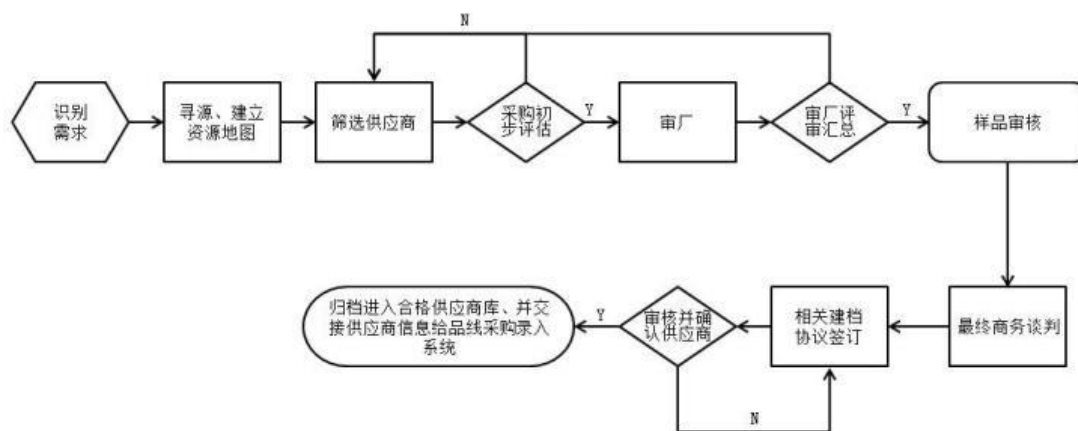 N
识别
需求
寻源、建立
资源地图
筛选供应商
采购初
步评估
Y
审厂
审厂评
审汇总
Y
样品审核
归档进入合格供应商库、并交
接供应商信息给品线采购录入
系统
Y
审核并确
认供应商
相关建档
协议签订
最终商务谈判
N